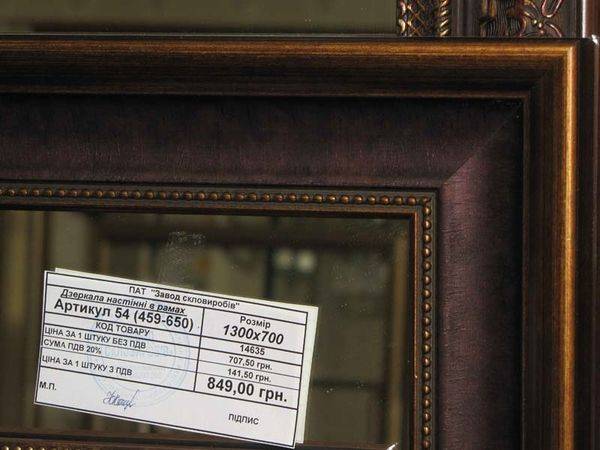 ПАТ "Завод скловиробів"
Дзеркала настінні в рамах
Артикул 54 (459-650) Розмір 1300x700
КОД ТОВАРУ 14635
ЦІНА ЗА 1 ШТУКУ БЕЗ ПДВ 707,50 грн.
СУМА ПДВ 20% 141,50 грн.
ЦІНА ЗА 1 ШТУКУ З ПДВ 849,00 грн.
М.П. ПІДПИС